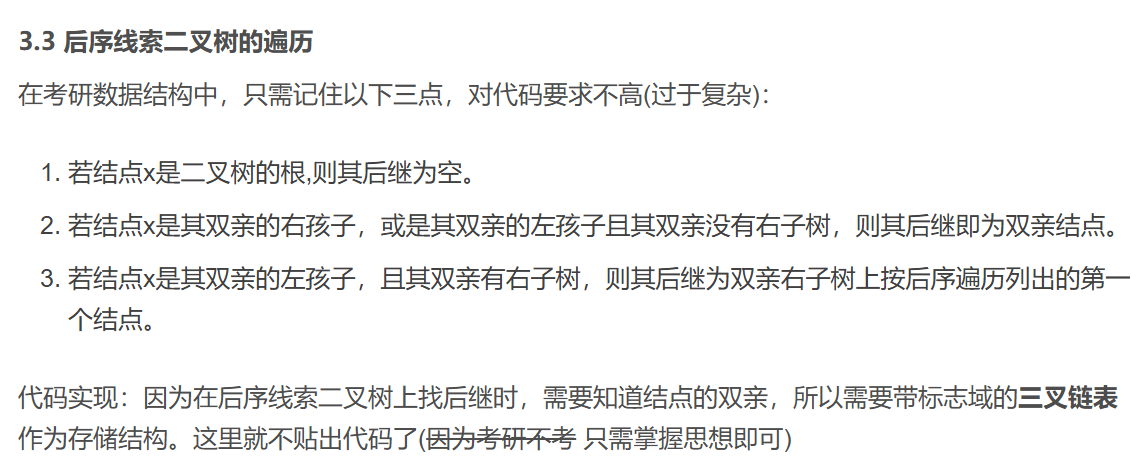 3.3 后序线索二叉树的遍历
在考研数据结构中，只需记住以下三点，对代码要求不高(过于复杂)：
1. 若结点x是二叉树的根,则其后继为空。
2. 若结点x是其双亲的右孩子，或是其双亲的左孩子且其双亲没有右子树，则其后继即为双亲结点。
3. 若结点x是其双亲的左孩子，且其双亲有右子树，则其后继为双亲右子树上按后序遍历列出的第一
个结点。
代码实现：因为在后序线索二叉树上找后继时，需要知道结点的双亲，所以需要带标志域的三叉链表
作为存储结构。这里就不贴出代码了(因为考研不考 只需掌握思想即可)